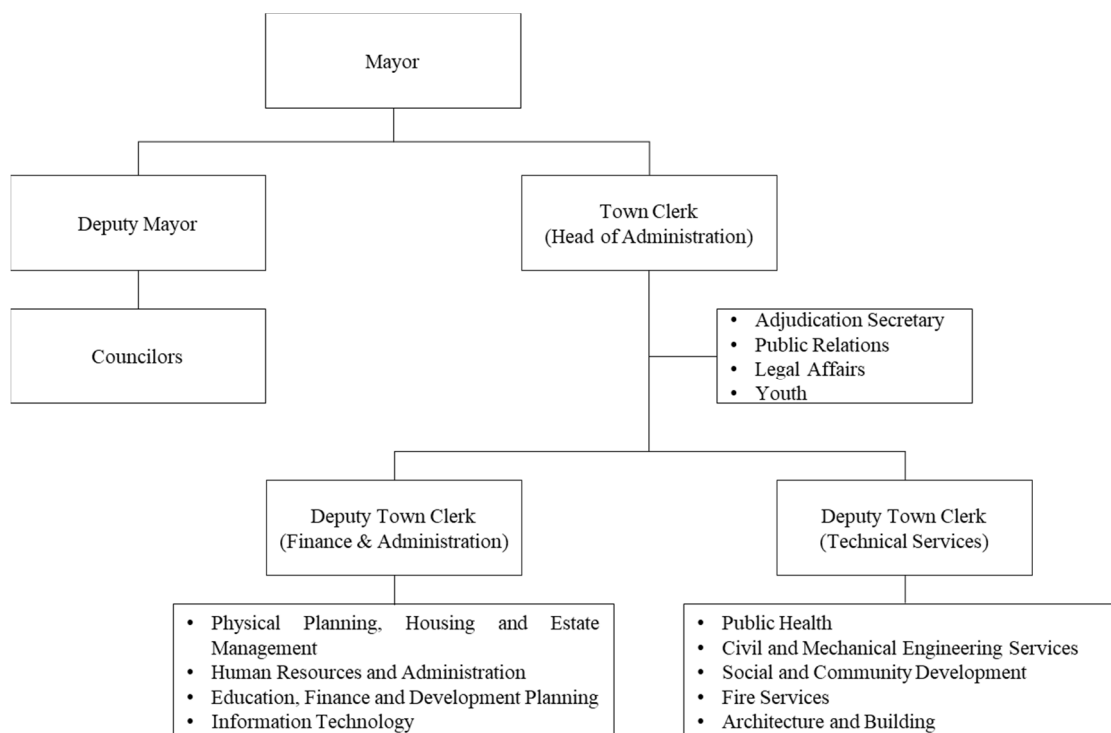 Mayor
Deputy Mayor
Town Clerk
(Head of Administration)
Councilors
• Adjudication Secretary
• Public Relations
• Legal Affairs
• Youth
Deputy Town Clerk
(Finance & Administration)
Deputy Town Clerk
(Technical Services)
• Physical Planning, Housing and Estate
Management
• Human Resources and Administration
• Education, Finance and Development Planning
• Information Technology
• Public Health
• Civil and Mechanical Engineering Services
• Social and Community Development
• Fire Services
• Architecture and Building